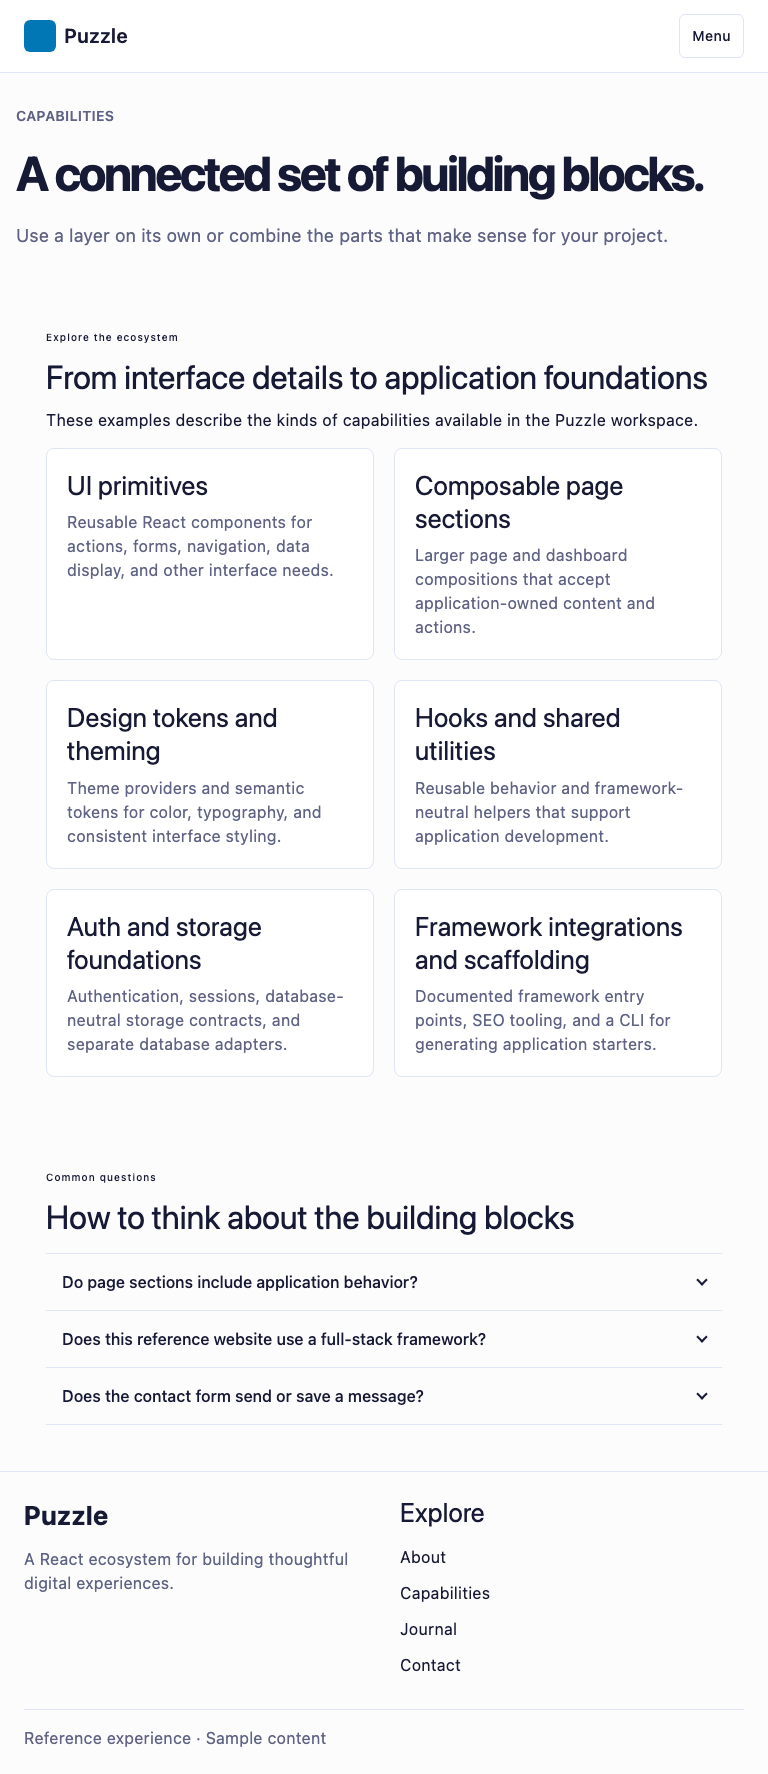 Puzzle
Menu
CAPABILITIES
A connected set of building blocks.
Use a layer on its own or combine the parts that make sense for your project.
Explore the ecosystem
From interface details to application foundations
These examples describe the kinds of capabilities available in the Puzzle workspace.
UI primitives
Reusable React components for
actions, forms, navigation, data
display, and other interface needs.
Composable page
sections
Larger page and dashboard
compositions that accept
application-owned content and
actions.
Design tokens and
theming
Theme providers and semantic
tokens for color, typography, and
consistent interface styling.
Hooks and shared
utilities
Reusable behavior and framework-
neutral helpers that support
application development.
Auth and storage
foundations
Authentication, sessions, database-
neutral storage contracts, and
separate database adapters.
Framework integrations
and scaffolding
Documented framework entry
points, SEO tooling, and a CLI for
generating application starters.
Common questions
How to think about the building blocks
Do page sections include application behavior?
Does this reference website use a full-stack framework?
Does the contact form send or save a message?
Puzzle
A React ecosystem for building thoughtful
digital experiences.
Explore
About
Capabilities
Journal
Contact
Reference experience · Sample content